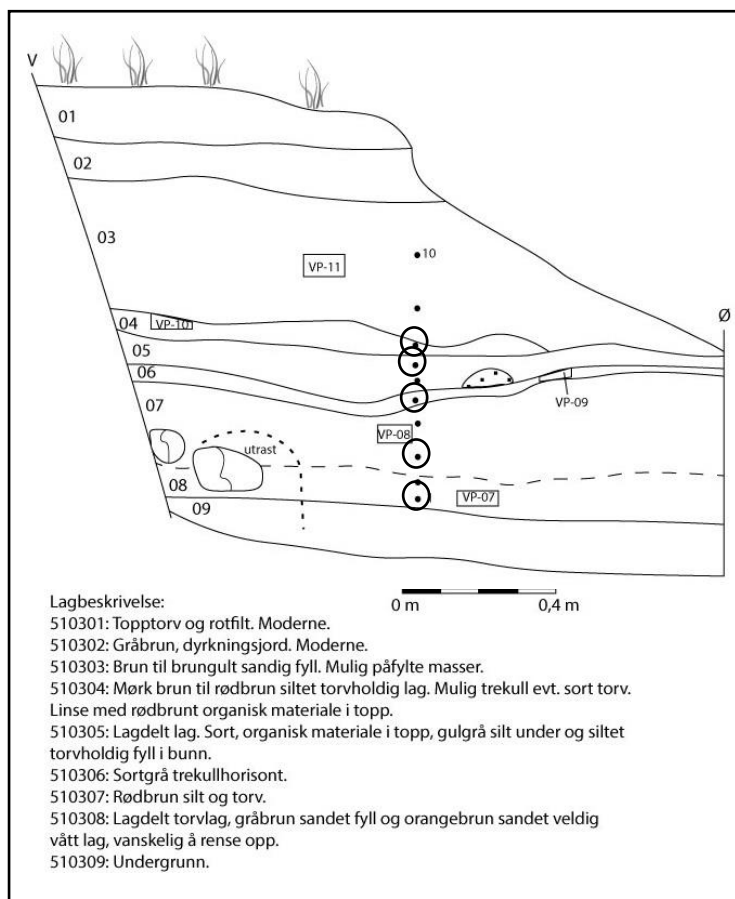 V
01
02
03
10
VP-11
Ø
04
VP-10
05
06
VP-09
07
VP-08
utrast
08
VP-07
09
0 m 0,4 m
Lagbeskrivelse:
510301: Topptorv og rotfilt. Moderne.
510302: Gråbrun, dyrkningsjord. Moderne.
510303: Brun til brungult sandig fyll. Mulig påfylte masser.
510304: Mørk brun til rødbrun siltet torvholdig lag. Mulig trekull evt. sort torv.
Linse med rødbrunt organisk materiale i topp.
510305: Lagdelt lag. Sort, organisk materiale i topp, gulgrå silt under og siltet
torvholdig fyll i bunn.
510306: Sortgrå trekullhorisont.
510307: Rødbrun silt og torv.
510308: Lagdelt torvlag, gråbrun sandet fyll og orangebrun sandet veldig
vått lag, vanskelig å rense opp.
510309: Undergrunn.